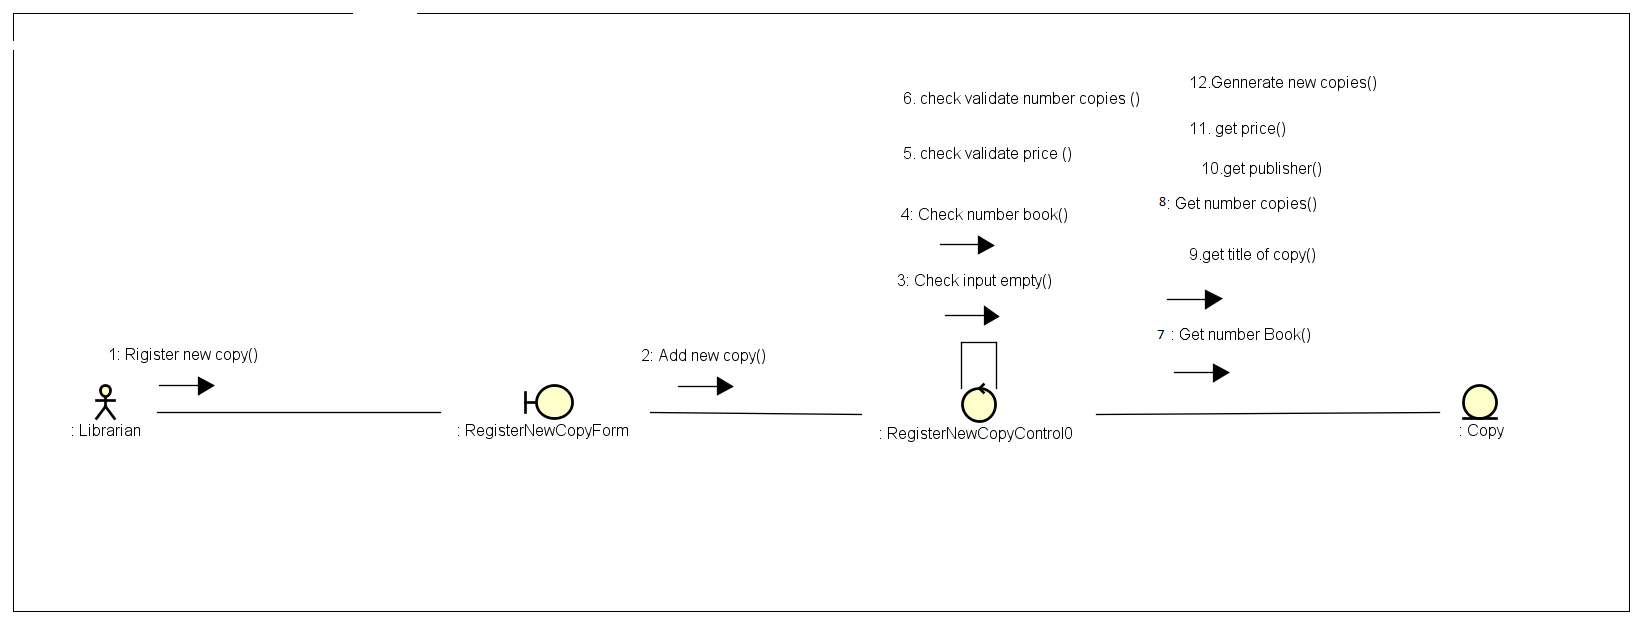 12.Gennerate new copies()
6. check validate number copies ()
11. get price()
5. check validate price ()
10.get publisher()
8: Get number copies()
4: Check number book()
9.get title of copy()
3: Check input empty()
7 : Get number Book()
1: Rigister new copy()
2: Add new copy()
: Librarian
: RegisterNewCopyForm
: RegisterNewCopyControl0
: Copy